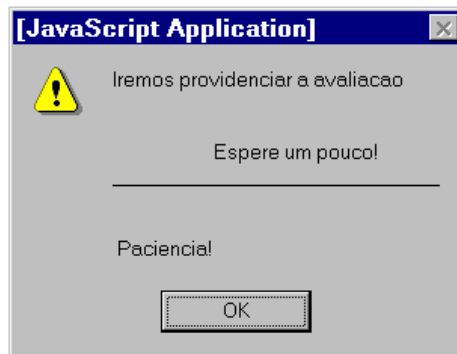 [JavaScript Application]
Iremos providenciar a avaliacao
Espere um pouco!
Paciencia!
OK